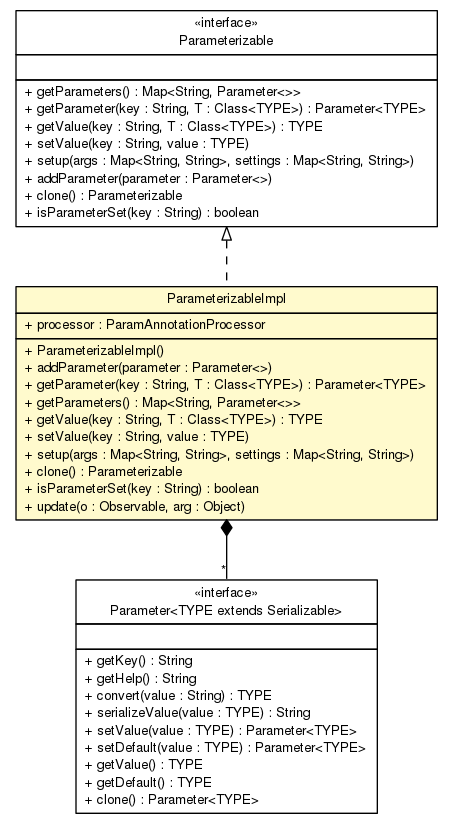 «interface»
Parameterizable
+ getParameters() : Map<String, Parameter<>>
+ getParameter(key : String, T : Class<TYPE>) : Parameter<TYPE>
+ getValue(key : String, T : Class<TYPE>) : TYPE
+ setValue(key : String, value : TYPE)
+ setup(args : Map<String, String>, settings : Map<String, String>)
+ addParameter(parameter : Parameter<>)
+ clone() : Parameterizable
+ isParameterSet(key : String) : boolean
ParameterizableImpl
+ processor : ParamAnnotationProcessor
+ ParameterizableImpl()
+ addParameter(parameter : Parameter<>)
+ getParameter(key : String, T : Class<TYPE>) : Parameter<TYPE>
+ getParameters() : Map<String, Parameter<>>
+ getValue(key : String, T : Class<TYPE>) : TYPE
+ setValue(key : String, value : TYPE)
+ setup(args : Map<String, String>, settings : Map<String, String>)
+ clone() : Parameterizable
+ isParameterSet(key : String) : boolean
+ update(o : Observable, arg : Object)
*
«interface»
Parameter<TYPE extends Serializable>
+ getKey() : String
+ getHelp() : String
+ convert(value : String) : TYPE
+ serializeValue(value : TYPE) : String
+ setValue(value : TYPE) : Parameter<TYPE>
+ setDefault(value : TYPE) : Parameter<TYPE>
+ getValue() : TYPE
+ getDefault() : TYPE
+ clone() : Parameter<TYPE>